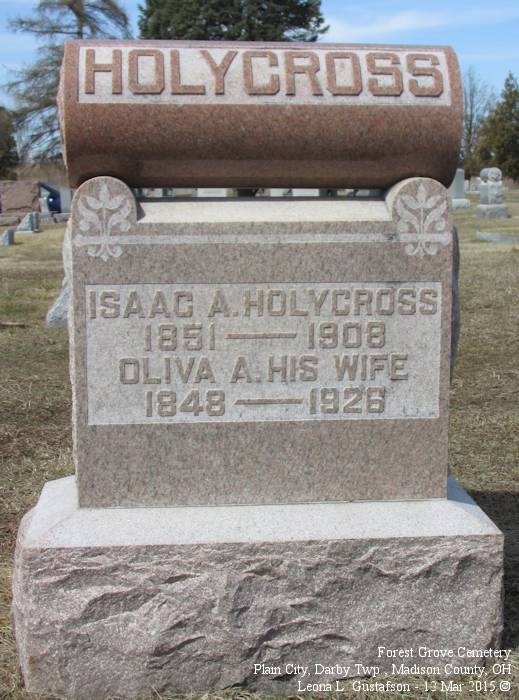 HOLYCROSS
ISAAC A. HOLYCROSS
1851 — 1908
OLIVA A. HIS WIFE
1848 — 1926
Forest Grove Cemetery
Plain City, Darby Twp , Madison County, OH
Leona L. Gustafson - 13 Mar 2015 ©